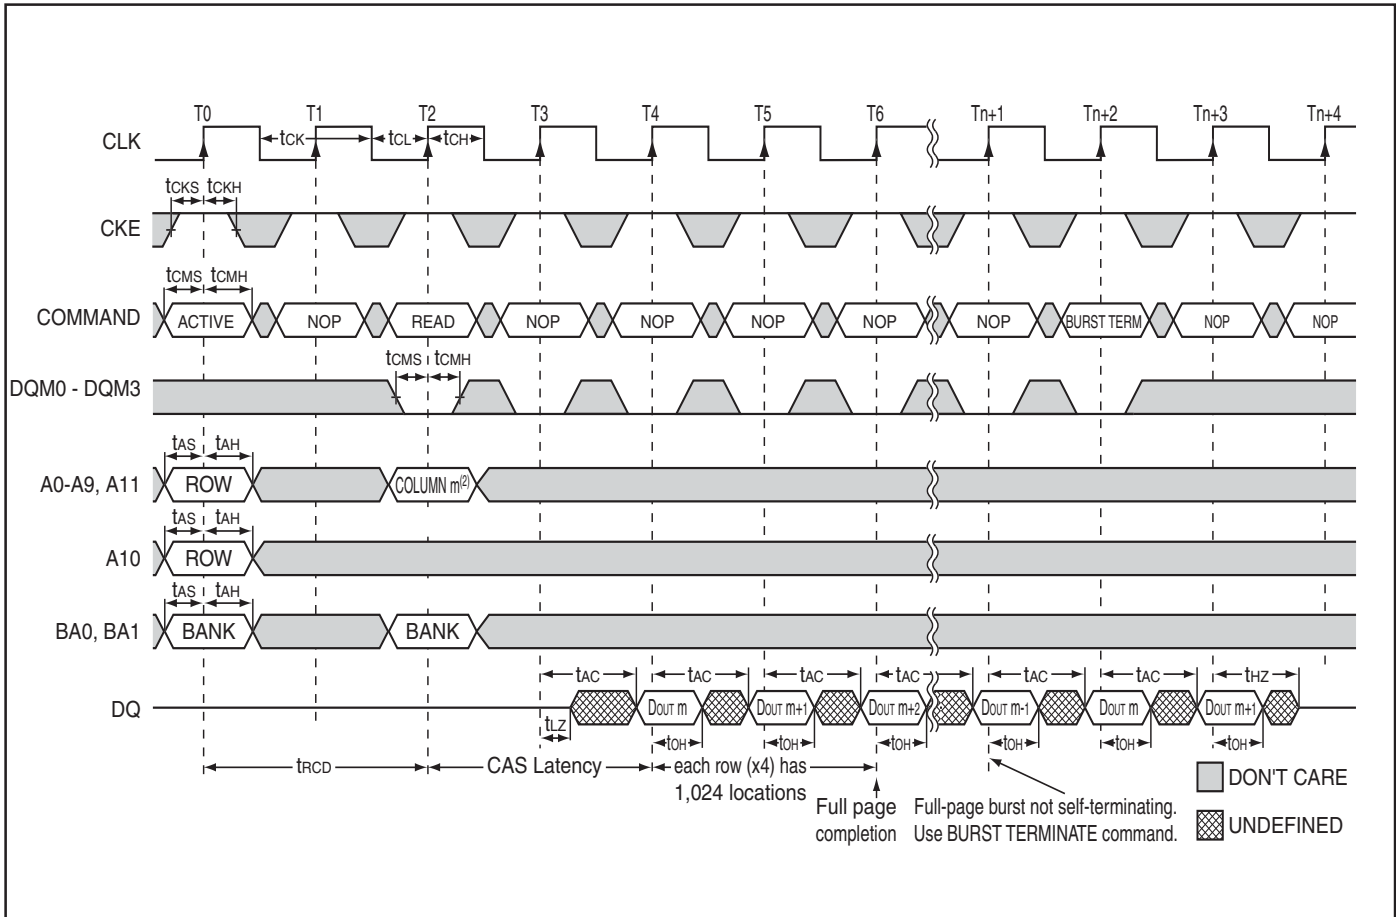 T0 T1 T2 T3 T4 T5 T6 Tn+1 Tn+2 Tn+3 Tn+4
CLK tCK tCL tCH
tCKS tCKH
CKE
tCMS tCMH
COMMAND ACTIVE NOP READ NOP NOP NOP NOP NOP BURST TERM NOP NOP
tCMS tCMH
DQM0 - DQM3
tAS tAH
A0-A9, A11 ROW COLUMN m(2)
tAS tAH
A10 ROW
tAS tAH
BA0, BA1 BANK BANK
tAC tAC tAC tAC tAC tAC tHZ
DQ DOUT m DOUT m+1 DOUT m+2 DOUT m-1 DOUT m DOUT m+1
tLZ tOH tOH tOH tOH tOH tOH
tRCD CAS Latency each row (x4) has
1,024 locations
Full page
completion
Full-page burst not self-terminating.
Use BURST TERMINATE command.
DON'T CARE
UNDEFINED